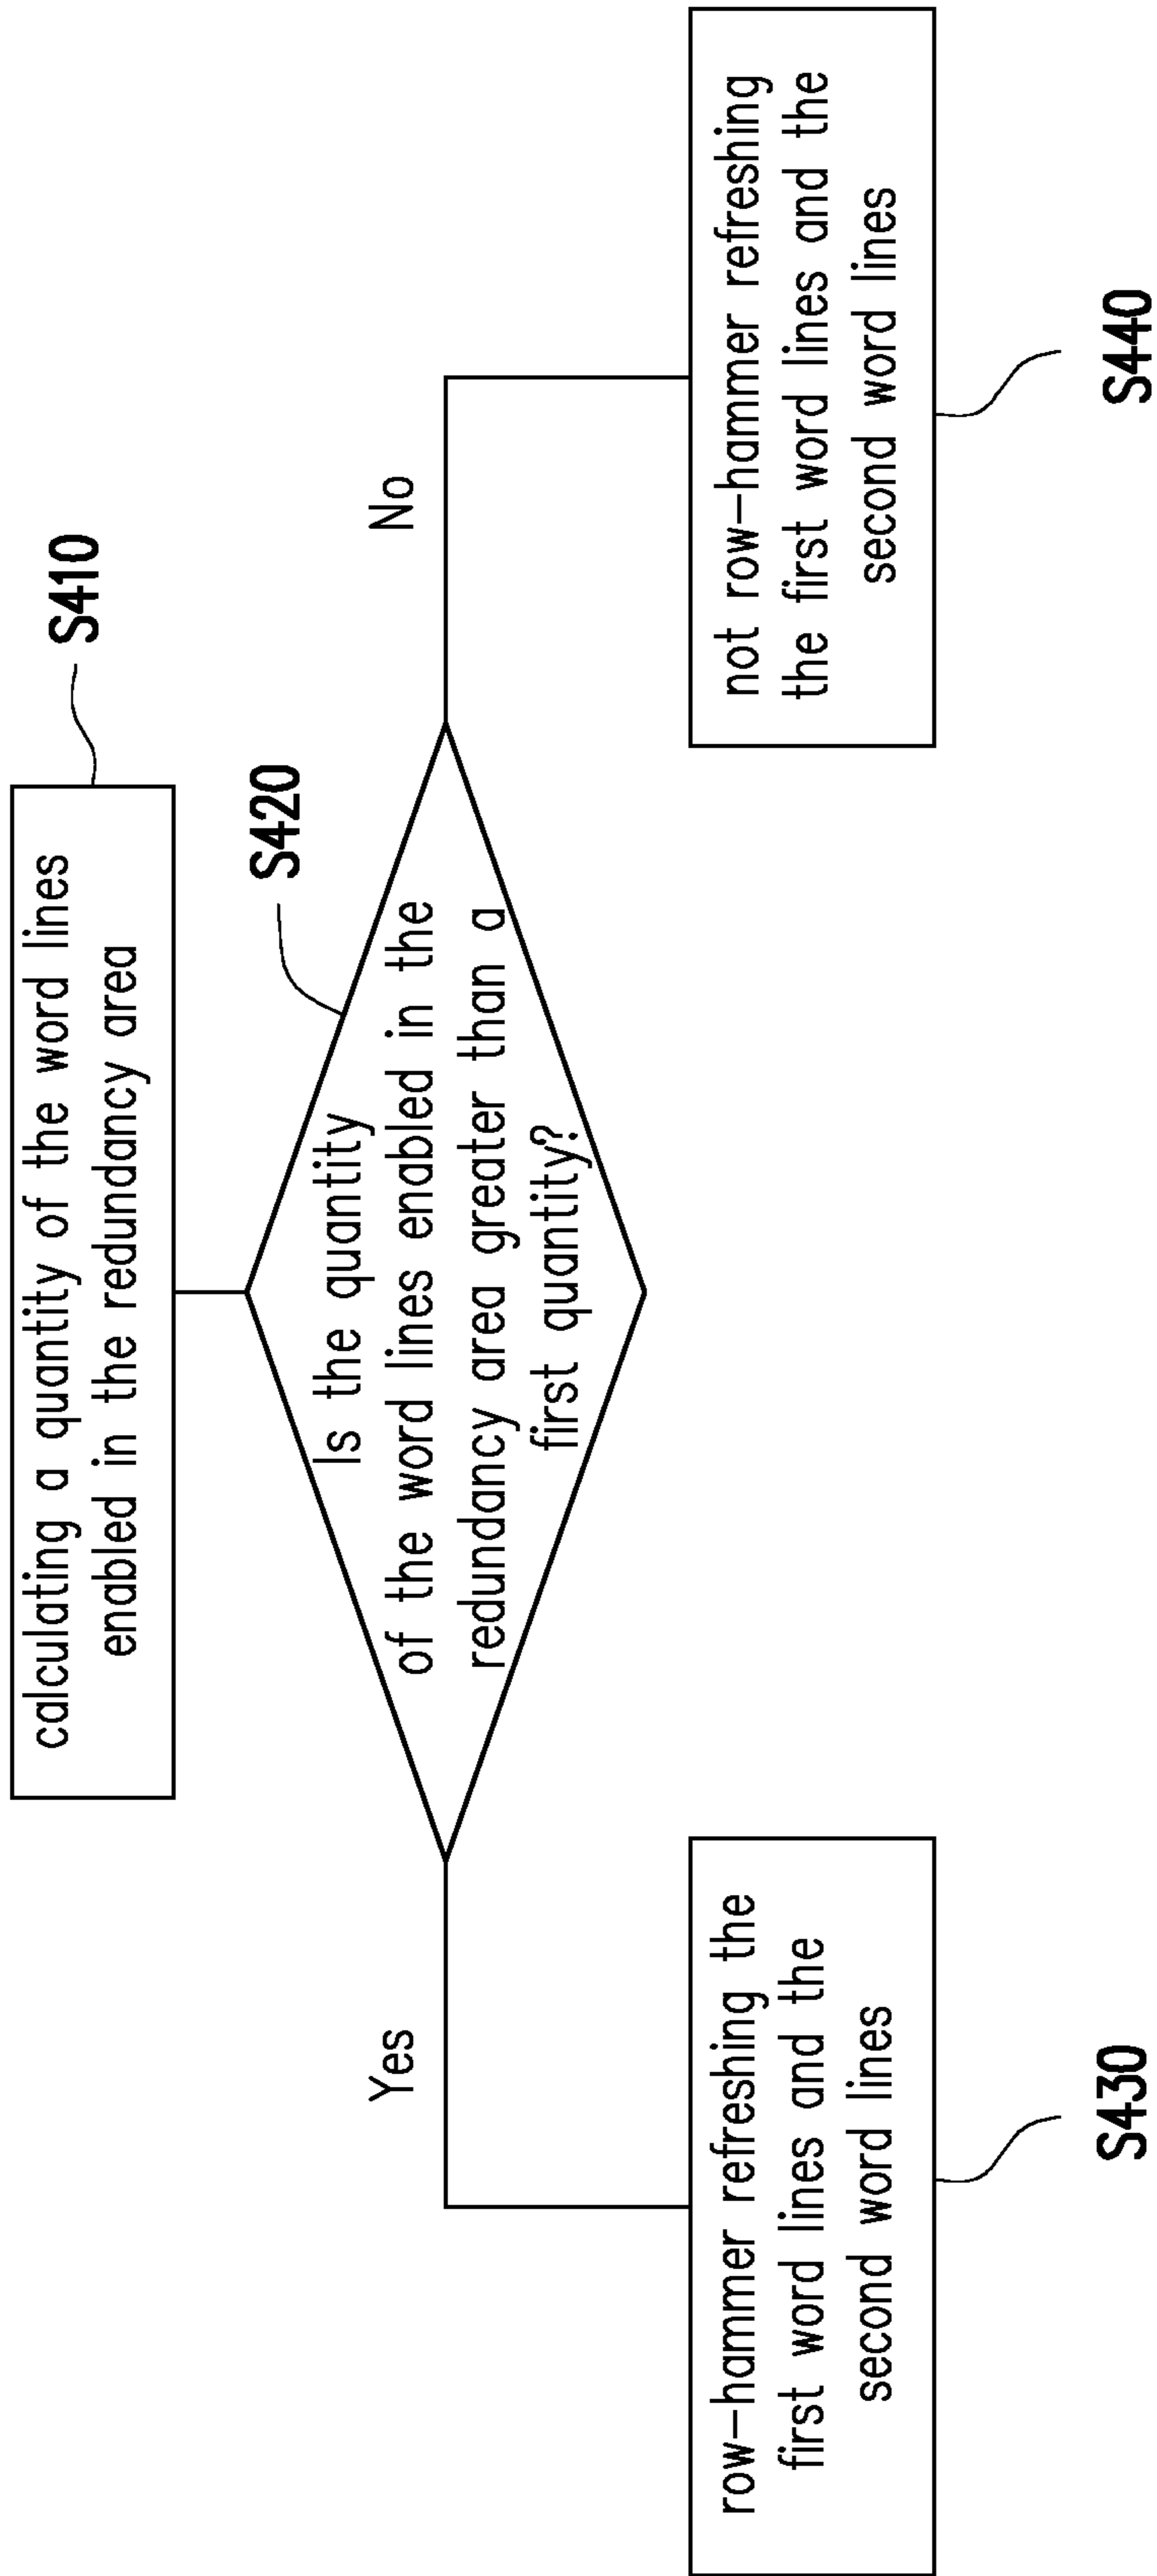 calculating a quantity of the word lines
enabled in the redundancy area
S410
Is the quantity
of the word lines enabled in the
redundancy area greater than a
first quantity?
S420
Yes
No
row-hammer refreshing the
first word lines and the
second word lines
S430
not row-hammer refreshing
the first word lines and the
second word lines
S440